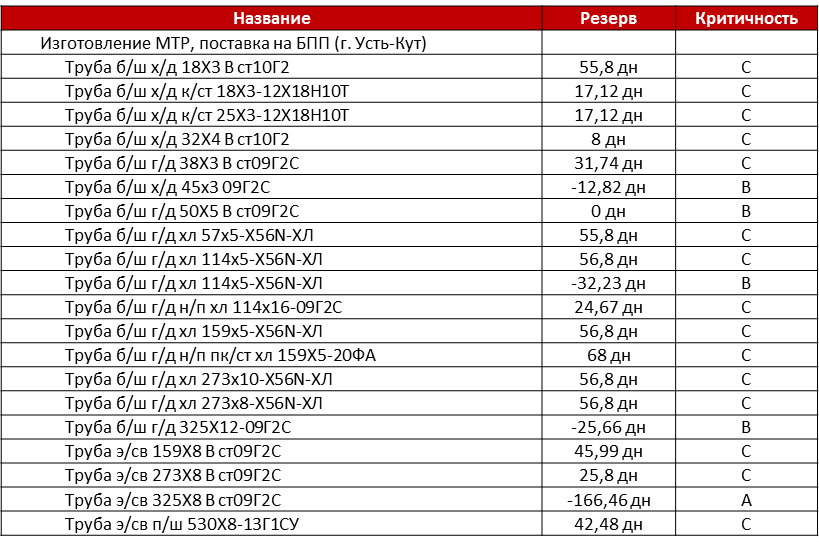 Название Резерв Критичность
Изготовление МТР, поставка на БПП (г. Усть-Кут)
Труба б/ш х/д 18Х3 В ст10Г2 55,8 дн C
Труба б/ш х/д к/ст 18Х3-12Х18Н10Т 17,12 дн C
Труба б/ш х/д к/ст 25Х3-12Х18Н10Т 17,12 дн C
Труба б/ш х/д 32Х4 В ст10Г2 8 дн C
Труба б/ш г/д 38Х3 В ст09Г2С 31,74 дн C
Труба б/ш х/д 45х3 09Г2С -12,82 дн B
Труба б/ш г/д 50Х5 В ст09Г2С 0 дн B
Труба б/ш г/д хл 57х5-Х56N-ХЛ 55,8 дн C
Труба б/ш г/д хл 114х5-Х56N-ХЛ 56,8 дн C
Труба б/ш г/д хл 114х5-Х56N-ХЛ -32,23 дн B
Труба б/ш г/д н/п хл 114х16-09Г2С 24,67 дн C
Труба б/ш г/д хл 159х5-Х56N-ХЛ 56,8 дн C
Труба б/ш г/д н/п пк/ст хл 159Х5-20ФА 68 дн C
Труба б/ш г/д хл 273х10-Х56N-ХЛ 56,8 дн C
Труба б/ш г/д хл 273х8-Х56N-ХЛ 56,8 дн C
Труба б/ш г/д 325Х12-09Г2С -25,66 дн B
Труба э/св 159Х8 В ст09Г2С 45,99 дн C
Труба э/св 273Х8 В ст09Г2С 25,8 дн C
Труба э/св 325Х8 В ст09Г2С -166,46 дн A
Труба э/св п/ш 530Х8-13Г1СУ 42,48 дн C